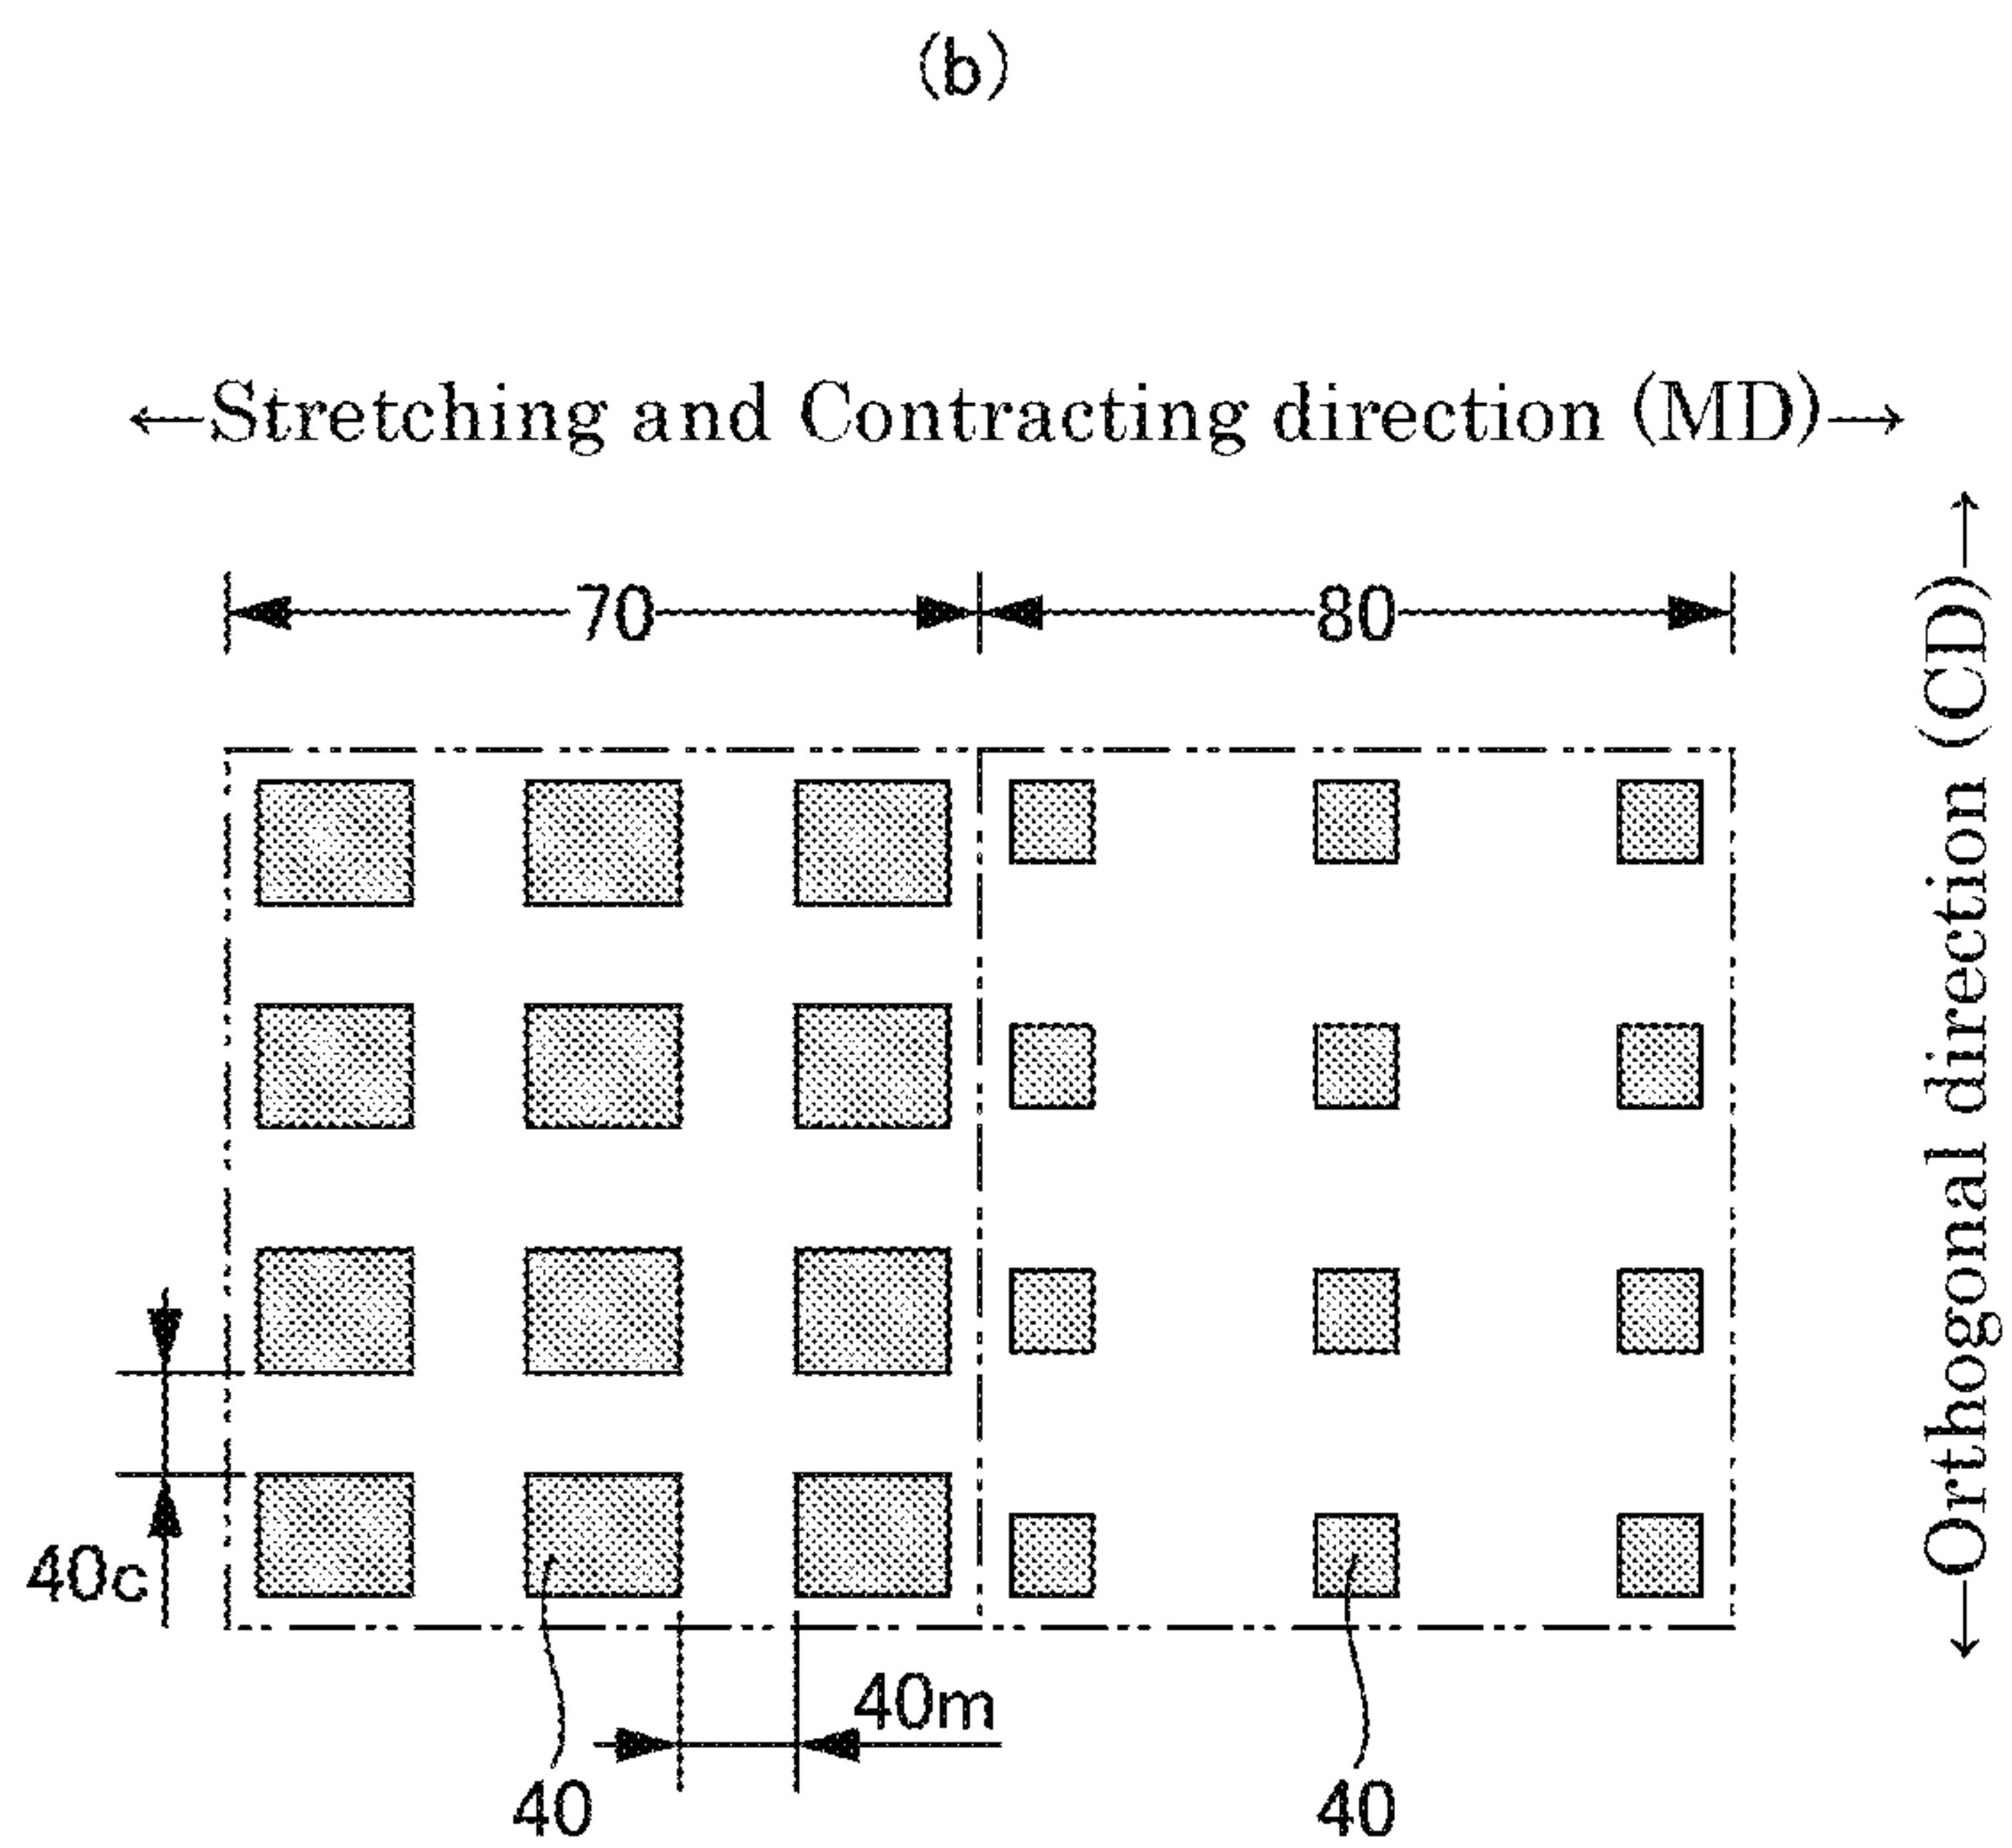 (b)
←Stretching and Contracting direction (MD)→
←Orthogonal direction (CD)→
70
80
40c
40m
40
40